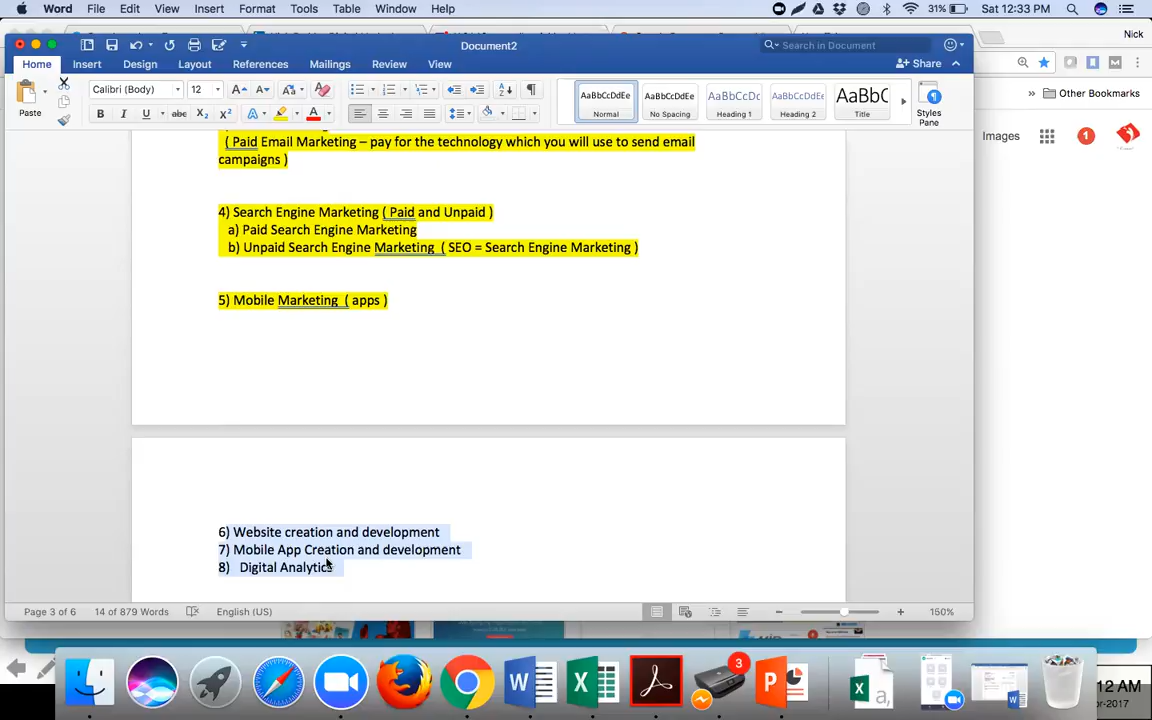 Word File Edit View Insert Format Tools Table Window Help 31% Sat 12:33 PM
Document2
Search in Document
Nick
Home Insert Design Layout References Mailings Review View Share
Paste Calibri (Body) 12 AaBbCcDdEe AaBbCcDdEe AaBbCcDc AaBbCcDdEe AaBbC Styles Pane
Normal No Spacing Heading 1 Heading 2 Title
» Other Bookmarks
Images 1
( Paid Email Marketing – pay for the technology which you will use to send email
campaigns )
4) Search Engine Marketing ( Paid and Unpaid )
a) Paid Search Engine Marketing
b) Unpaid Search Engine Marketing ( SEO = Search Engine Marketing )
5) Mobile Marketing ( apps )
6) Website creation and development
7) Mobile App Creation and development
8) Digital Analytics
Page 3 of 6 14 of 879 Words English (US) 150%
3
12 AM